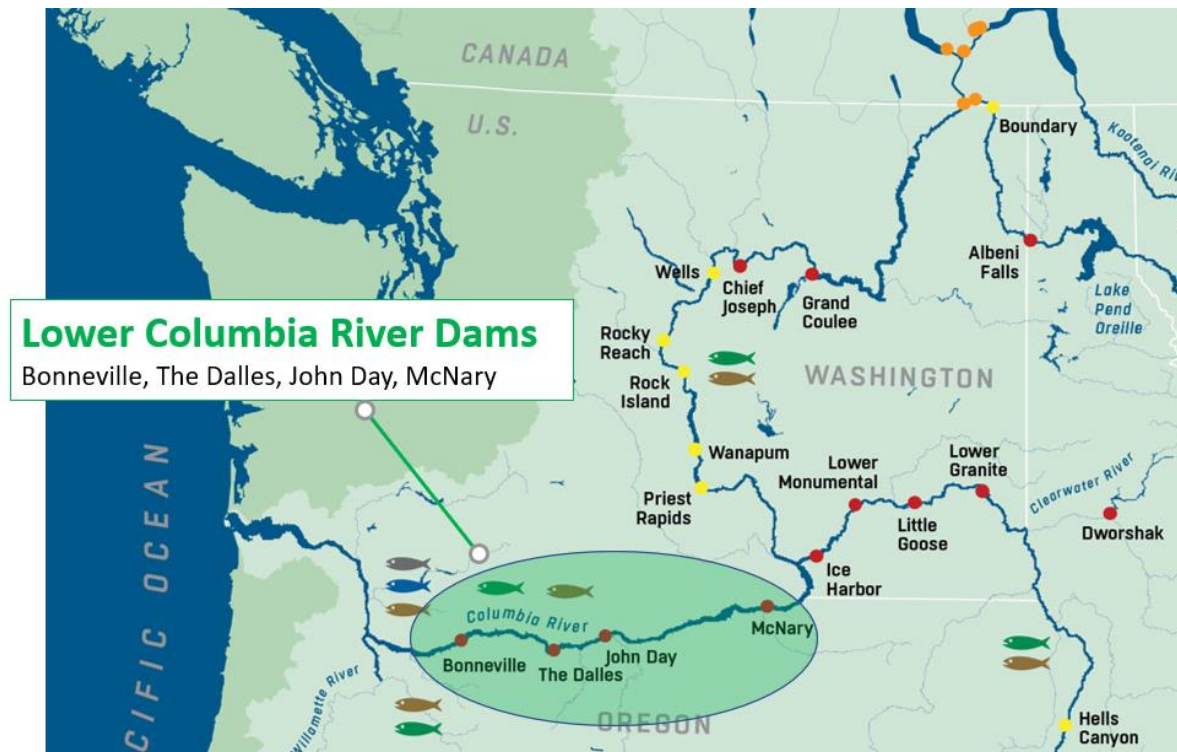 CANADA
U.S.
Boundary
Kootenai Rive
Albeni
Falls
Lake
Pend
Oreille
Wells
Chief
Joseph
Grand
Coulee
Lower Columbia River Dams
Bonneville, The Dalles, John Day, McNary
Rocky
Reach
Rock
Island
WASHINGTON
Wanapum
Priest
Rapids
Lower
Monumental
Lower
Granite
Little
Goose
Clearwater River
Dworshak
Ice
Harbor
PACIFIC OCEAN
Columbia River
McNary
Bonneville
The Dalles
John Day
Willamette River
OREGON
Hells
Canyon